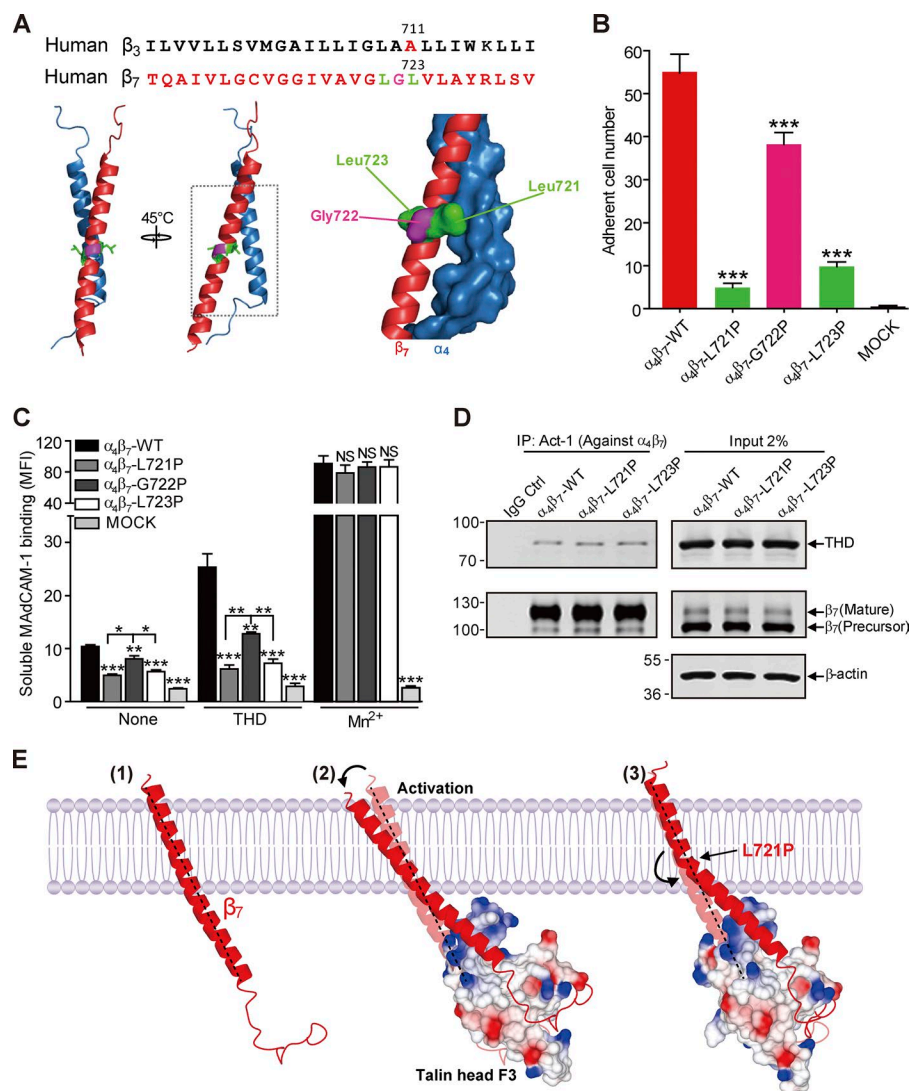 A
711
Human β3 ILVVLLSVMGAILLIGLAALLIWKLLI
723
Human β7 TQAIVLGCVGGIVAVGLGLVLAYRLSV
45°C
Leu723
Gly722
Leu721
β7
α4
B
Adherent cell number
60
50
40
30
20
10
0
***
***
***
α4β7-WT
α4β7-L721P
α4β7-G722P
α4β7-L723P
MOCK
C
Soluble MAdCAM-1 binding (MFI)
120
80
40
30
20
10
0
α4β7-WT
α4β7-L721P
α4β7-G722P
α4β7-L723P
MOCK
NS NS NS
* *
*** ** *** ***
** **
*** ** *** ***
***
None
THD
Mn2+
D
IP: Act-1 (Against α4β7)
Input 2%
IgG Ctrl
α4β7-WT
α4β7-L721P
α4β7-L723P
α4β7-WT
α4β7-L721P
α4β7-L723P
100-
70-
THD
130-
100-
β7(Mature)
β7(Precursor)
55-
36-
β-actin
E
(1)
(2)
(3)
Activation
L721P
β7
Talin head F3